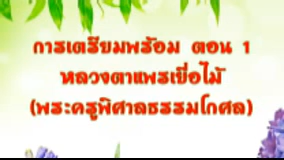 การเตรียมพร้อม ตอน 1
หลวงตาแพรเยื่อไม้
(พระครูพิศาลธรรมโกศล)